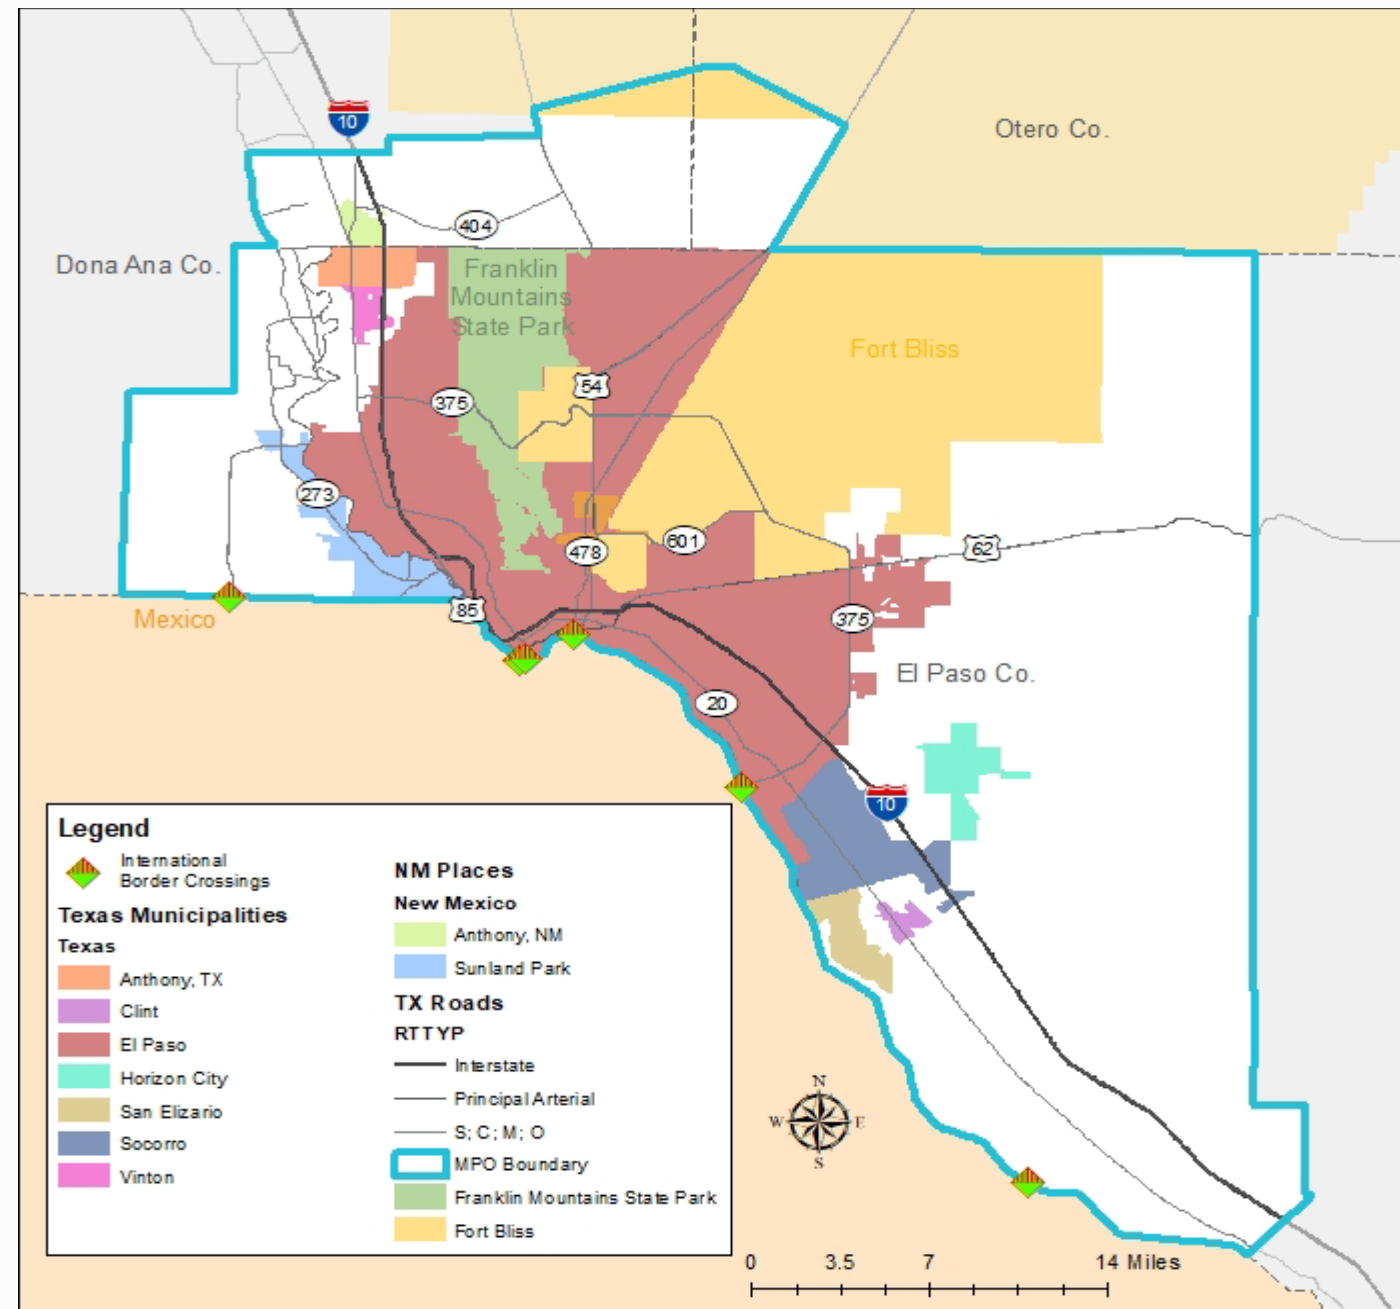 10
Otero Co.
404
Dona Ana Co.
Franklin
Mountains
State Park
Fort Bliss
54
375
273
478
601
62
85
375
Mexico
El Paso Co.
20
10
Legend
International
Border Crossings
Texas Municipalities
Texas
Anthony, TX
Clint
El Paso
Horizon City
San Elizario
Socorro
Vinton
NM Places
New Mexico
Anthony, NM
Sunland Park
TX Roads
RTTYP
Interstate
Principal Arterial
S; C; M; O
MPO Boundary
Franklin Mountains State Park
Fort Bliss
N
W E
S
0 3.5 7 14 Miles